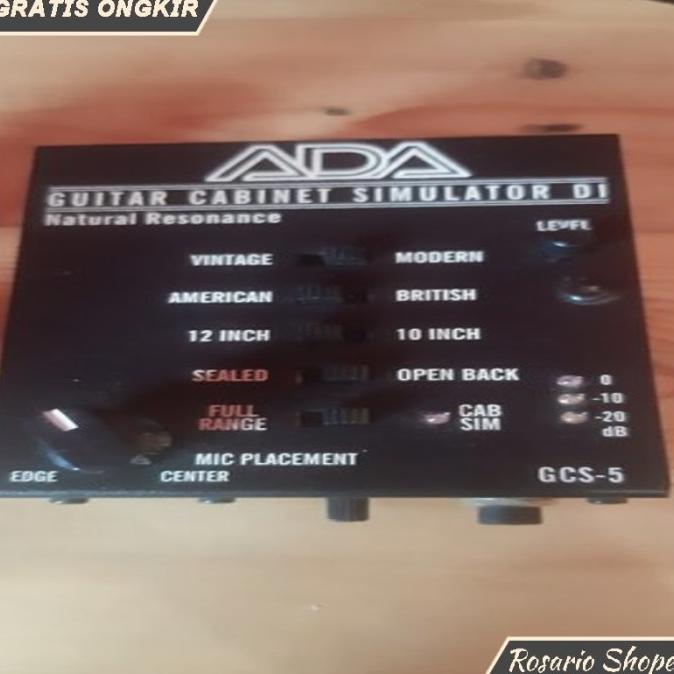 GRATIS ONGKIR
ADA
GUITAR CABINET SIMULATOR DI
Natural Resonance
LEVEL
VINTAGE MODERN
AMERICAN BRITISH
12 INCH 10 INCH
SEALED OPEN BACK
0
FULL RANGE CAB SIM
-10
-20
dB
MIC PLACEMENT
EDGE CENTER GCS-5
Rosario Shope